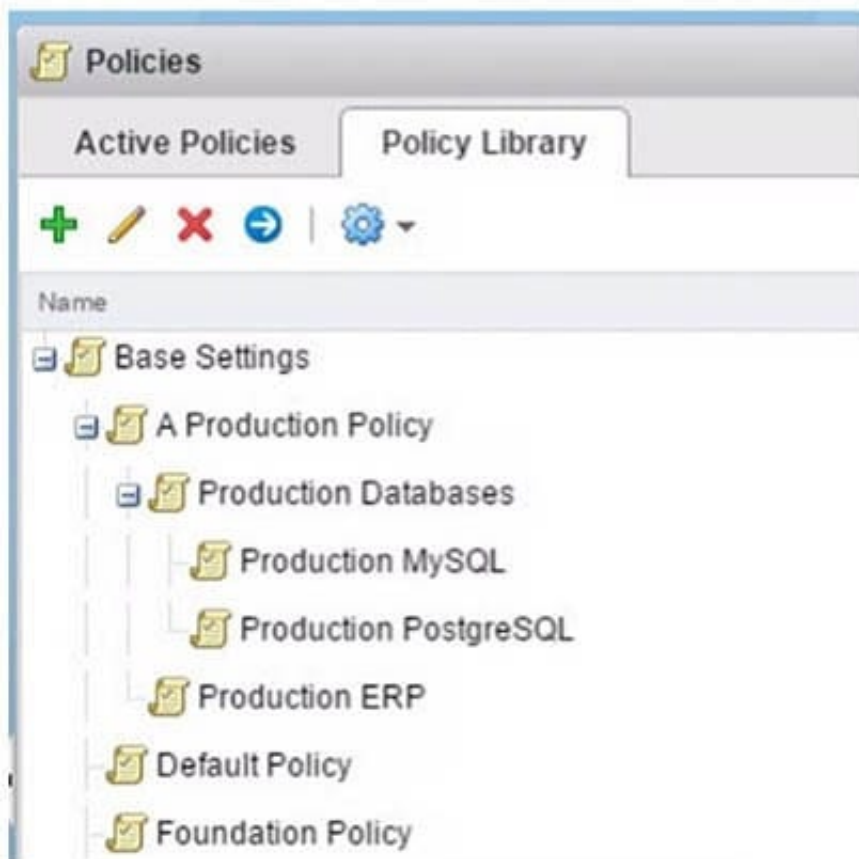 Policies
Active Policies Policy Library
Name
Base Settings
A Production Policy
Production Databases
Production MySQL
Production PostgreSQL
Production ERP
Default Policy
Foundation Policy